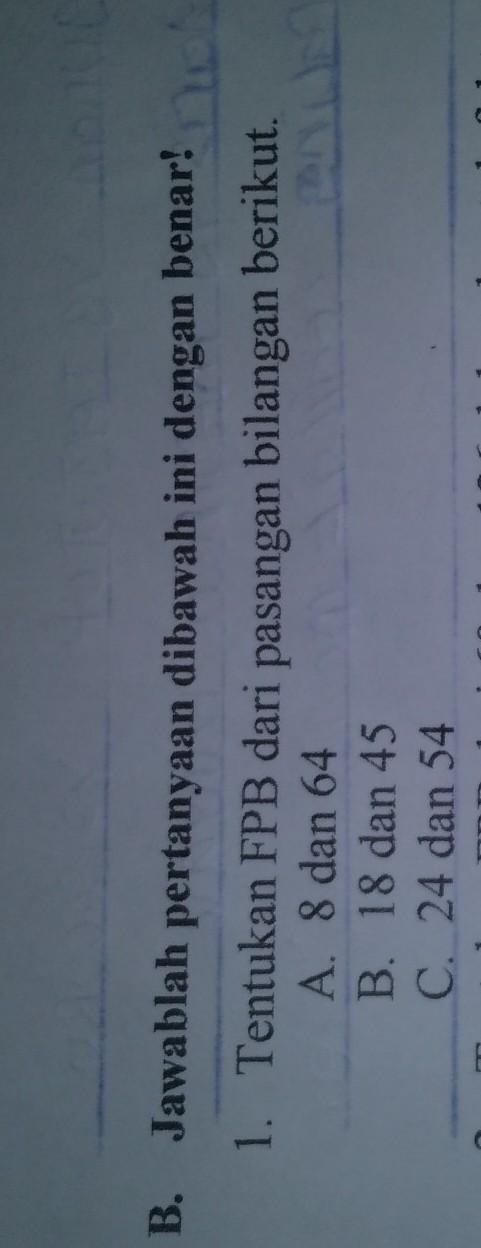 B. Jawablah pertanyaan dibawah ini dengan benar!
1. Tentukan FPB dari pasangan bilangan berikut.
A. 8 dan 64
B. 18 dan 45
C. 24 dan 54